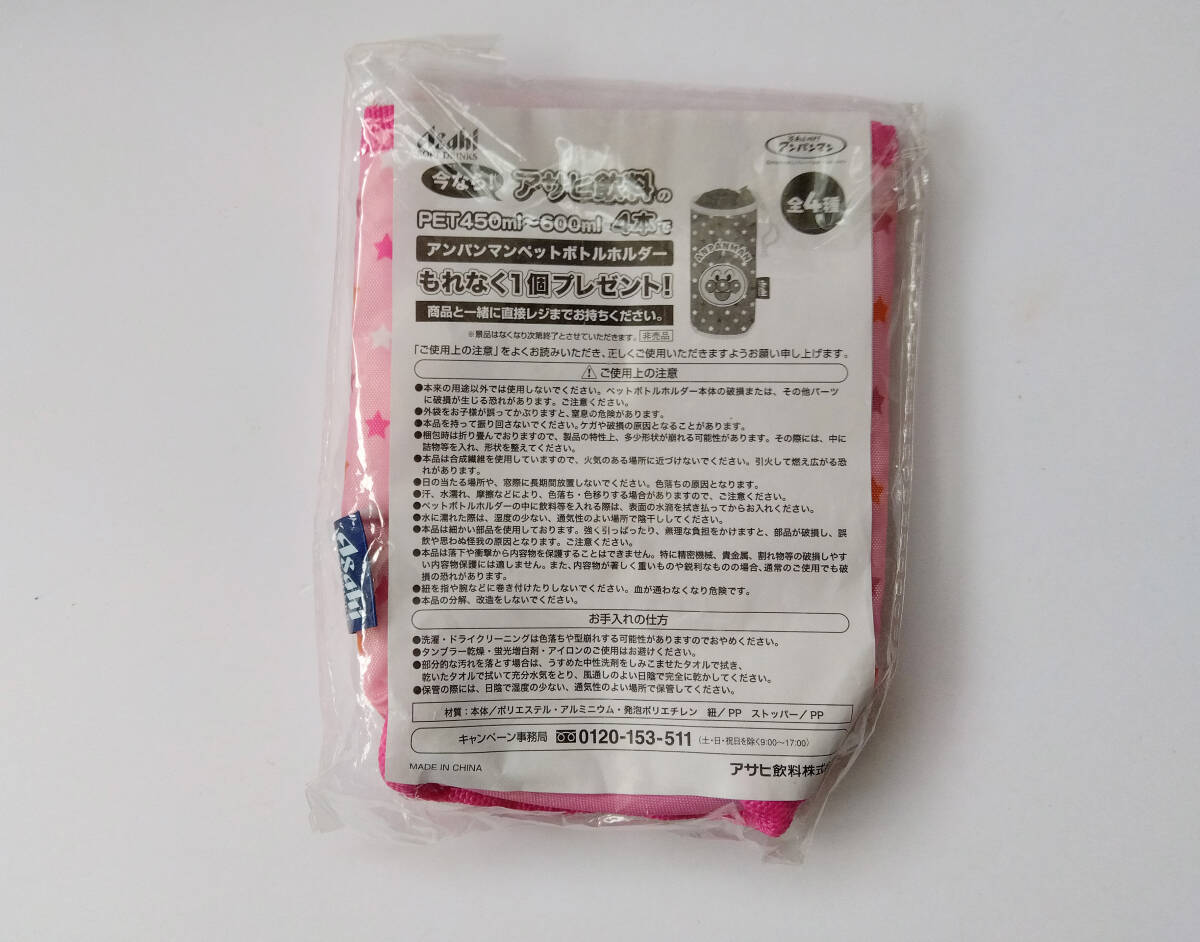 Asahi
SOFT DRINKS
それいけ!
アンパンマン
今なら!! アサヒ飲料の
PET450ml~600ml 4本で
アンパンマンペットボトルホルダー
もれなく1個プレゼント!
商品と一緒に直接レジまでお持ちください。
※景品はなくなり次第終了とさせていただきます。 非売品
全4種
ANPANMAN
Asahi
「ご使用上の注意」をよくお読みいただき、正しくご使用いただきますようお願い申し上げます。
ご使用上の注意
●本来の用途以外では使用しないでください。ペットボトルホルダー本体の破損または、その他パーツ
に破損が生じる恐れがあります。ご注意ください。
●外袋をお子様が誤ってかぶりますと、窒息の危険があります。
●本品を持って振り回さないでください。ケガや破損の原因となることがあります。
●梱包時は折り畳んでおりますので、製品の特性上、多少形状が崩れる可能性があります。その際には、中に
詰物等を入れ、形状を整えてください。
●本品は合成繊維を使用していますので、火気のある場所に近づけないでください。引火して燃え広がる恐
れがあります。
●日の当たる場所や、窓際に長期間放置しないでください。色落ちの原因となります。
●汗、水濡れ、摩擦などにより、色落ち・色移りする場合がありますので、ご注意ください。
●ペットボトルホルダーの中に飲料等を入れる際は、表面の水滴を拭き払ってからお入れください。
●水に濡れた際は、湿度の少ない、通気性のよい場所で陰干ししてください。
●本品は細かい部品を使用しております。強く引っぱったり、無理な負担をかけますと、部品が破損し、誤
飲や思わぬ怪我の原因となります。ご注意ください。
●本品は落下や衝撃から内容物を保護することはできません。特に精密機械、貴金属、割れ物等の破損しやす
い内容物保護には適しません。また、内容物が著しく重いものや鋭利なものの場合、通常のご使用でも破
損の恐れがあります。
●紐を指や腕などに巻き付けたりしないでください。血が通わなくなり危険です。
●本品の分解、改造をしないでください。
お手入れの仕方
●洗濯・ドライクリーニングは色落ちや型崩れする可能性がありますのでおやめください。
●タンブラー乾燥・蛍光増白剤・アイロンのご使用はお避けください。
●部分的な汚れを落とす場合は、うすめた中性洗剤をしみこませたタオルで拭き、
乾いたタオルで拭いて充分水気をとり、風通しのよい日陰で完全に乾かしてください。
●保管の際には、日陰で湿度の少ない、通気性のよい場所で保管してください。
材質:本体/ポリエステル・アルミニウム・発泡ポリエチレン 紐/PP ストッパー/PP
キャンペーン事務局 0120-153-511 (土・日・祝日を除く9:00~17:00)
MADE IN CHINA
アサヒ飲料株式
Asahi